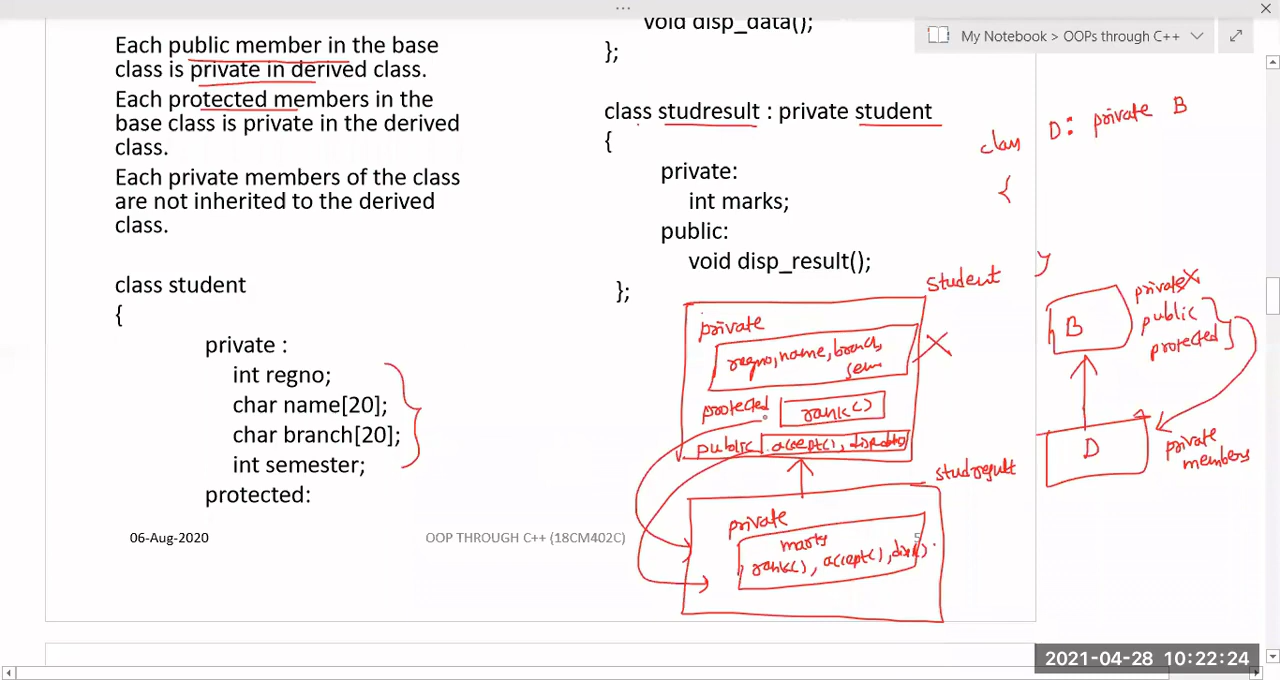 ...
My Notebook > OOPs through C++
Each public member in the base
class is private in derived class.
Each protected members in the
base class is private in the derived
class.
Each private members of the class
are not inherited to the derived
class.
class student
{
private :
int regno;
char name[20];
char branch[20];
int semester;
protected:
void disp_data();
};
class studresult : private student
{
private:
int marks;
public:
void disp_result();
};
class D: private B
{
}
B
private X
public
protected
D
private
members
student
private
regno, name, branch,
sem
X
protected rank()
public accept(),
studresult
private
marks
rank(), accept(),
06-Aug-2020
OOP THROUGH C++ (18CM402C)
2021-04-28 10:22:24